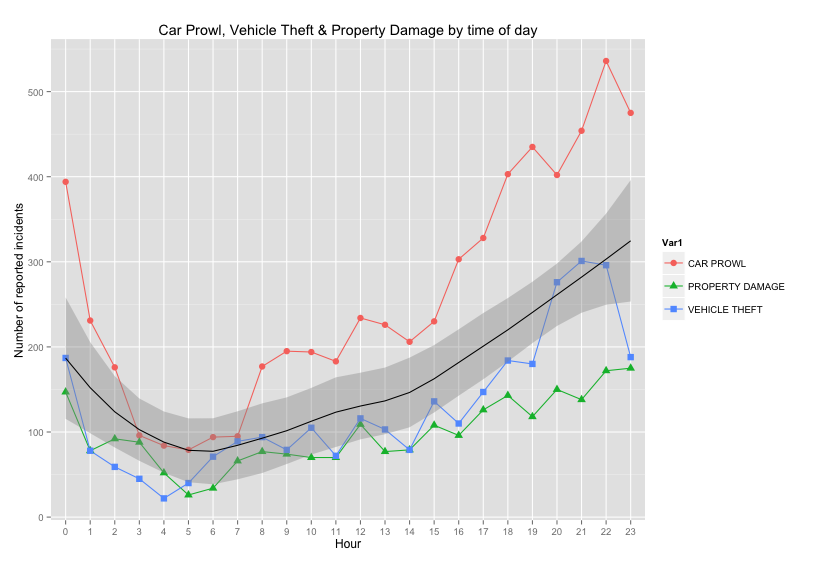 Car Prowl, Vehicle Theft & Property Damage by time of day
Number of reported incidents
500
400
300
200
100
0
0 1 2 3 4 5 6 7 8 9 10 11 12 13 14 15 16 17 18 19 20 21 22 23
Hour
Var1
CAR PROWL
PROPERTY DAMAGE
VEHICLE THEFT